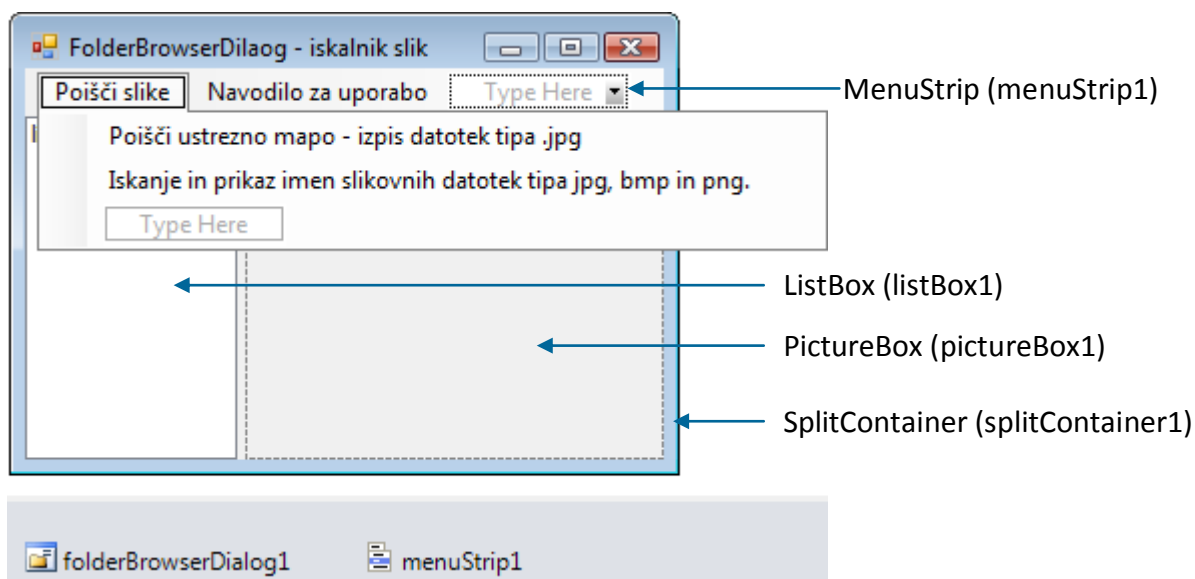 FolderBrowserDilaog - iskalnik slik
Poišči slike Navodilo za uporabo Type Here
MenuStrip (menuStrip1)
Poišči ustrezno mapo - izpis datotek tipa .jpg
Iskanje in prikaz imen slikovnih datotek tipa jpg, bmp in png.
Type Here
ListBox (listBox1)
PictureBox (pictureBox1)
SplitContainer (splitContainer1)
folderBrowserDialog1 menuStrip1